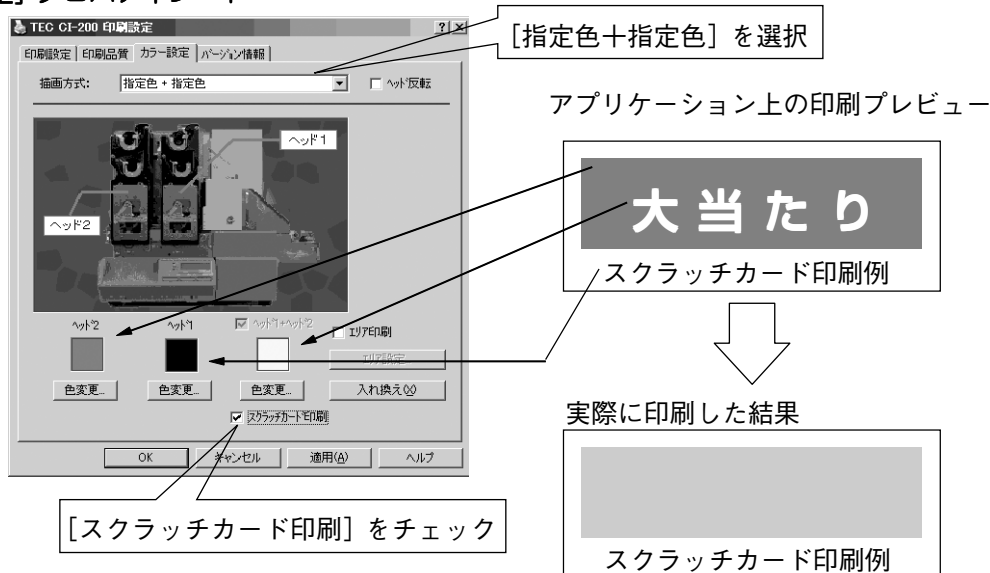 TEC CI-200 印刷設定
印刷設定
印刷品質
カラー設定
バージョン情報
描画方式:
指定色 + 指定色
ヘッド反転
ヘッド1
ヘッド2
ヘッド2
ヘッド1
ヘッド1+ヘッド2
エリア印刷
エリア設定
色変更...
色変更...
色変更...
入れ換え(X)
スクラッチカード印刷
OK
キャンセル
適用(A)
ヘルプ
[スクラッチカード印刷] をチェック
[指定色＋指定色] を選択
アプリケーション上の印刷プレビュー
大当たり
スクラッチカード印刷例
実際に印刷した結果
スクラッチカード印刷例